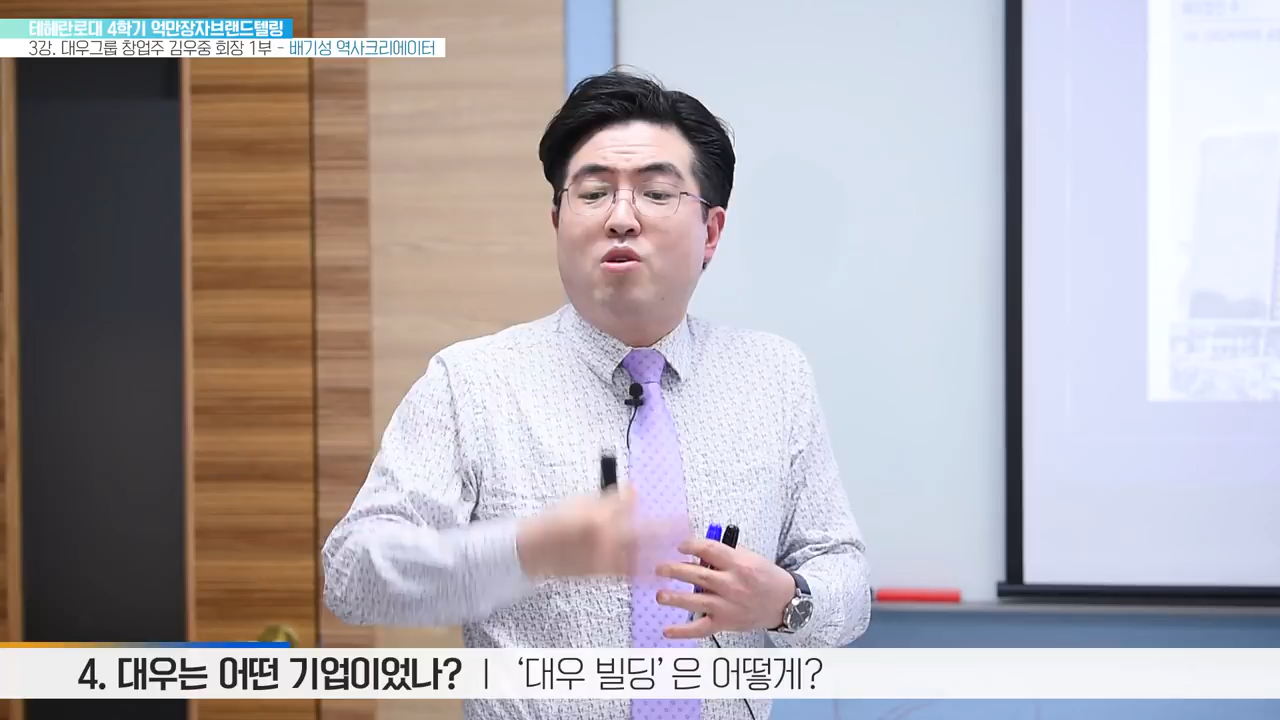 테헤란로대 4학기 억만장자브랜드텔링
3강. 대우그룹 창업주 김우중 회장 1부 - 배기성 역사크리에이터
4. 대우는 어떤 기업이었나? ㅣ '대우 빌딩' 은 어떻게?